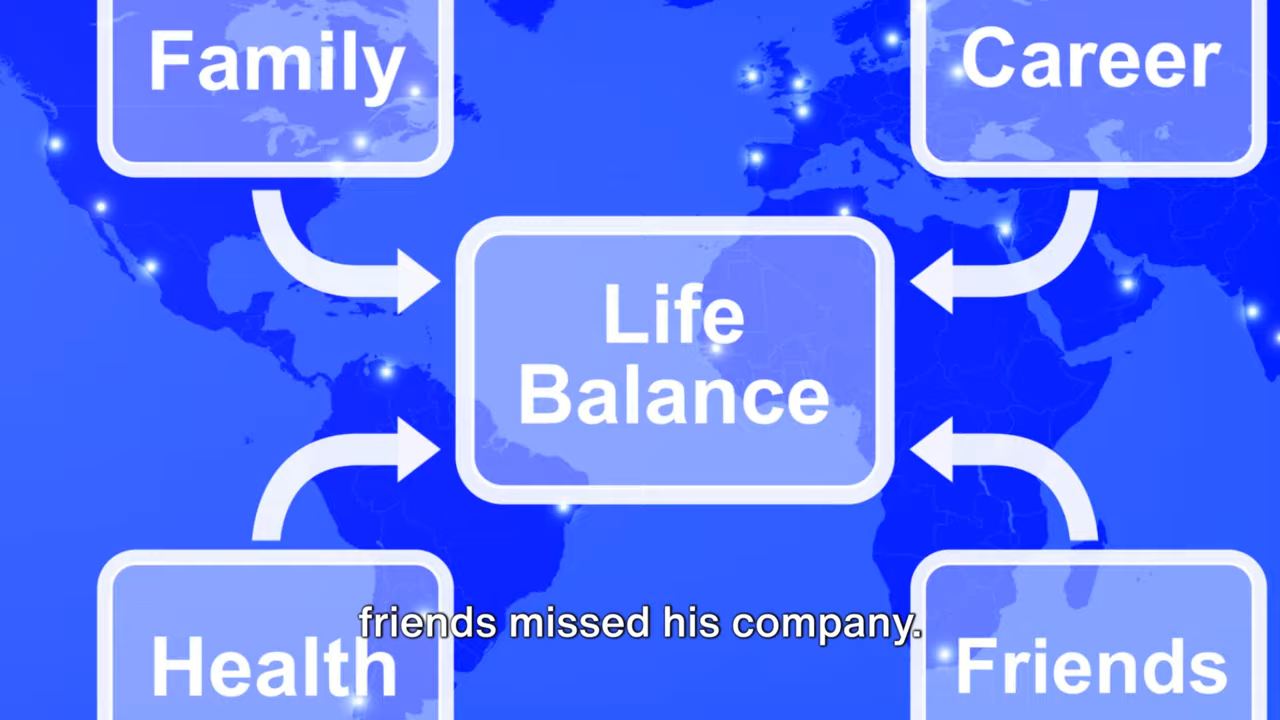 Family
Career
Life
Balance
friends missed his company.
Health
Friends